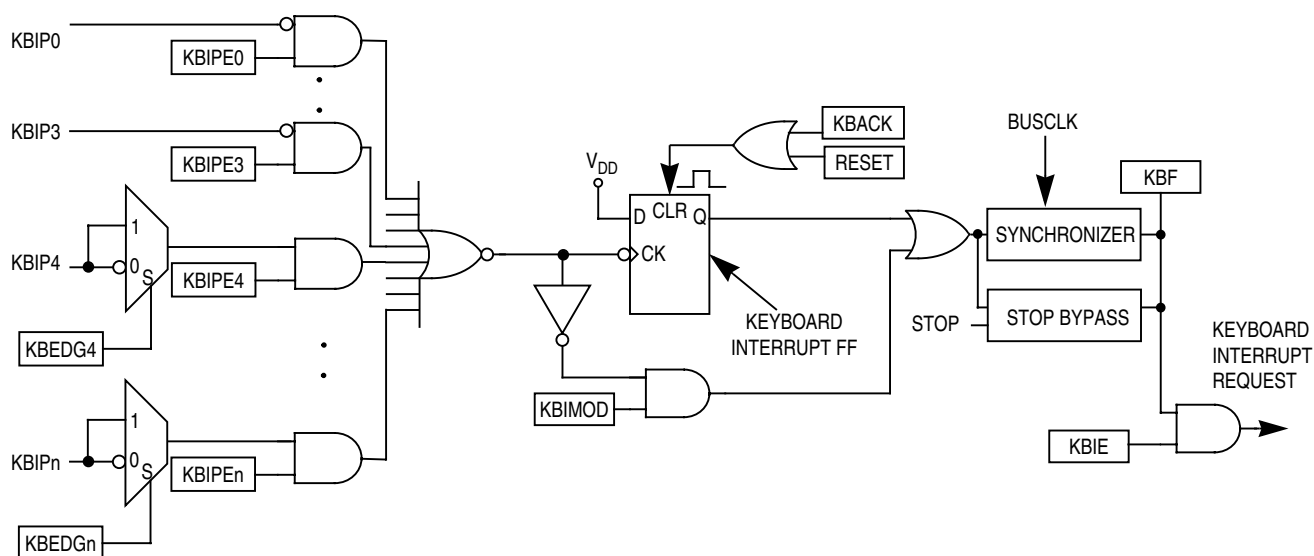 KBIP0
KBIPE0
KBIP3
KBIPE3
1
0
S
KBIP4
KBIPE4
KBEDG4
1
0
S
KBIPn
KBIPEn
KBEDGn
VDD
D
CLR
Q
CK
KBACK
RESET
KEYBOARD
INTERRUPT FF
KBIMOD
BUSCLK
KBF
SYNCHRONIZER
STOP
STOP BYPASS
KBIE
KEYBOARD
INTERRUPT
REQUEST